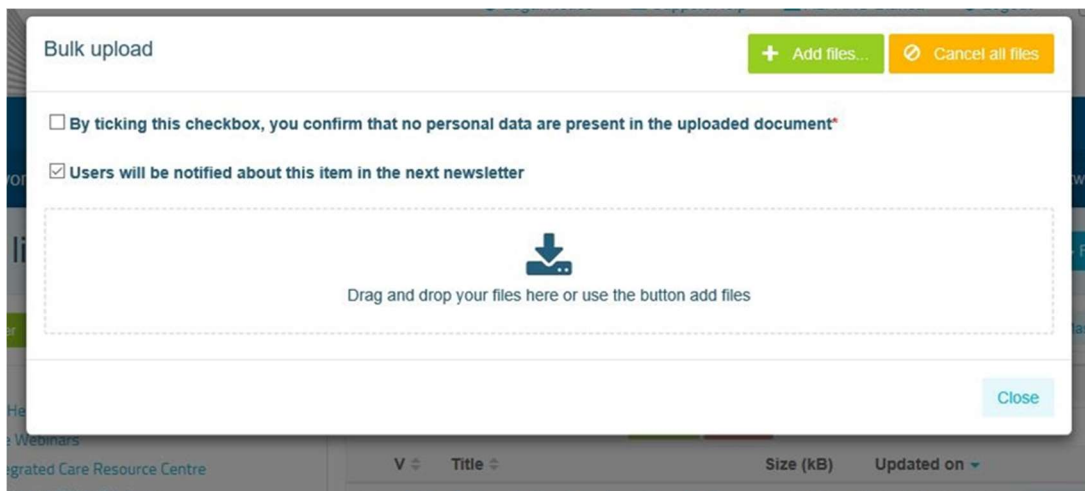 Bulk upload
Add files...
Cancel all files
By ticking this checkbox, you confirm that no personal data are present in the uploaded document*
Users will be notified about this item in the next newsletter
Drag and drop your files here or use the button add files
Close
Webinars
egrated Care Resource Centre
V Title Size (kB) Updated on